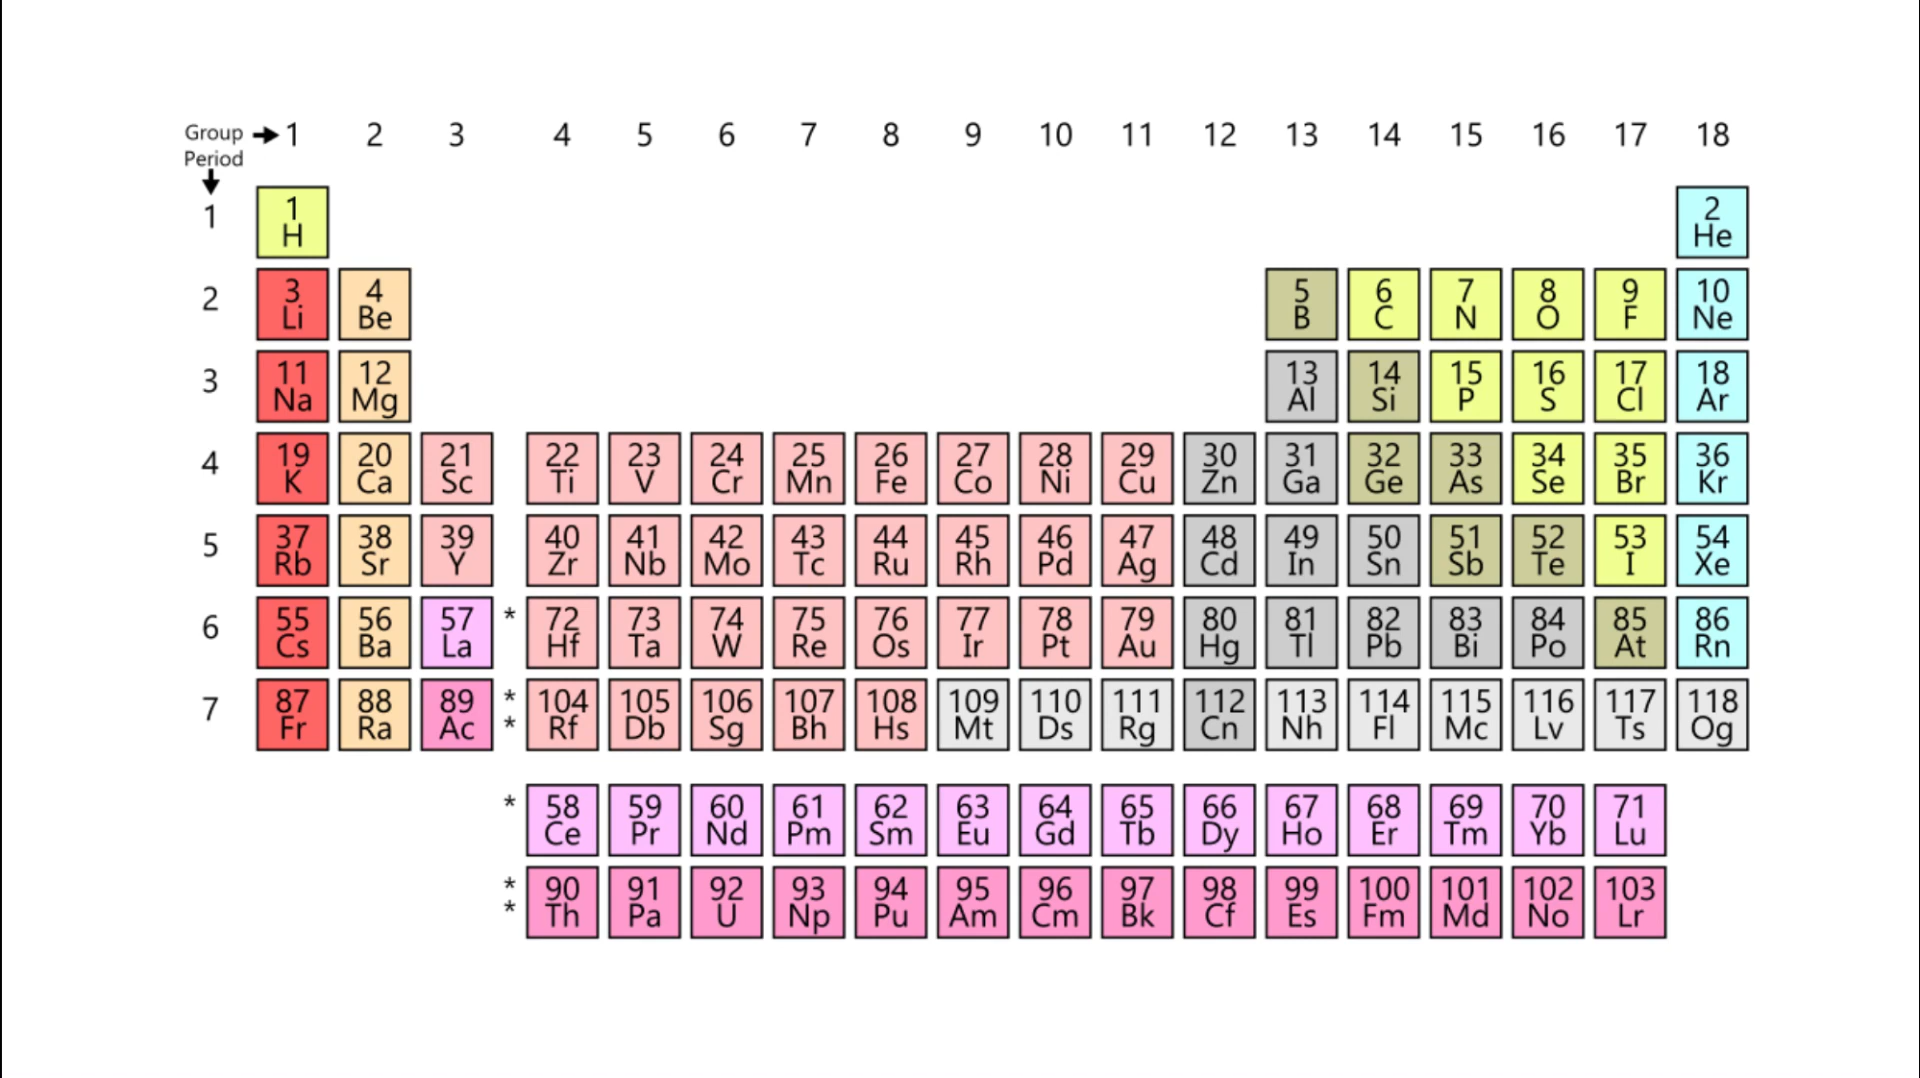 Group 1 2 3 4 5 6 7 8 9 10 11 12 13 14 15 16 17 18
Period
1 1 2
H He
2 3 4 5 6 7 8 9 10
Li Be B C N O F Ne
3 11 12 13 14 15 16 17 18
Na Mg Al Si P S Cl Ar
4 19 20 21 22 23 24 25 26 27 28 29 30 31 32 33 34 35 36
K Ca Sc Ti V Cr Mn Fe Co Ni Cu Zn Ga Ge As Se Br Kr
5 37 38 39 40 41 42 43 44 45 46 47 48 49 50 51 52 53 54
Rb Sr Y Zr Nb Mo Tc Ru Rh Pd Ag Cd In Sn Sb Te I Xe
6 55 56 57 * 72 73 74 75 76 77 78 79 80 81 82 83 84 85 86
Cs Ba La Hf Ta W Re Os Ir Pt Au Hg Tl Pb Bi Po At Rn
7 87 88 89 * 104 105 106 107 108 109 110 111 112 113 114 115 116 117 118
Fr Ra Ac * Rf Db Sg Bh Hs Mt Ds Rg Cn Nh Fl Mc Lv Ts Og
* 58 59 60 61 62 63 64 65 66 67 68 69 70 71
Ce Pr Nd Pm Sm Eu Gd Tb Dy Ho Er Tm Yb Lu
* 90 91 92 93 94 95 96 97 98 99 100 101 102 103
* Th Pa U Np Pu Am Cm Bk Cf Es Fm Md No Lr